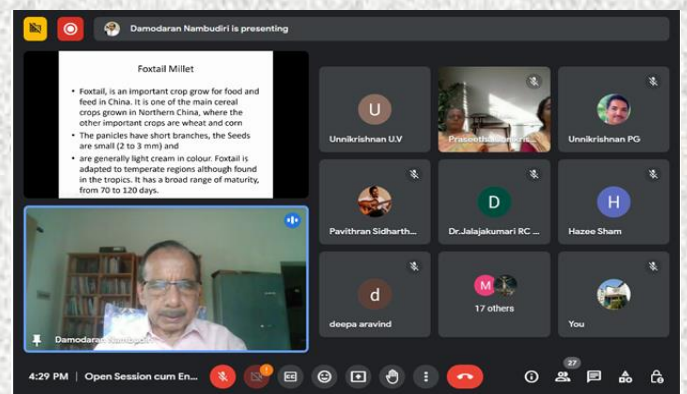 Damodaran Nambudiri is presenting
Foxtail Millet
• Foxtail, is an important crop grow for food and
feed in China. It is one of the main cereal
crops grown in Northern China, where the
other important crops are wheat and corn
• The panicles have short branches, the Seeds
are small (2 to 3 mm) and
• are generally light cream in colour. Foxtail is
adapted to temperate regions although found
in the tropics. It has a broad range of maturity,
from 70 to 120 days.
U
Unnikrishnan U.V
Unnikrishnan PG
Pavithran Sidharth...
D
Dr.Jalajakumari RC ...
H
Hazee Sham
d
deepa aravind
M
17 others
You
Damodaran Nambudiri
4:29 PM | Open Session cum En...
CC
27